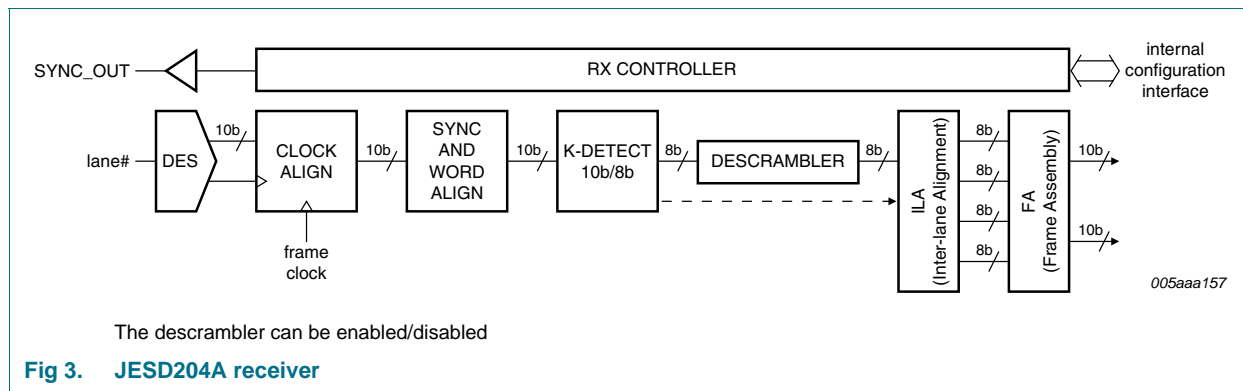 SYNC_OUT
RX CONTROLLER
internal
configuration
interface
lane#
DES
10b
CLOCK
ALIGN
frame
clock
10b
SYNC
AND
WORD
ALIGN
10b
K-DETECT
10b/8b
8b
DESCRAMBLER
8b
ILA
(Inter-lane Alignment)
8b
8b
8b
8b
FA
(Frame Assembly)
10b
10b
005aaa157
The descrambler can be enabled/disabled
Fig 3. JESD204A receiver